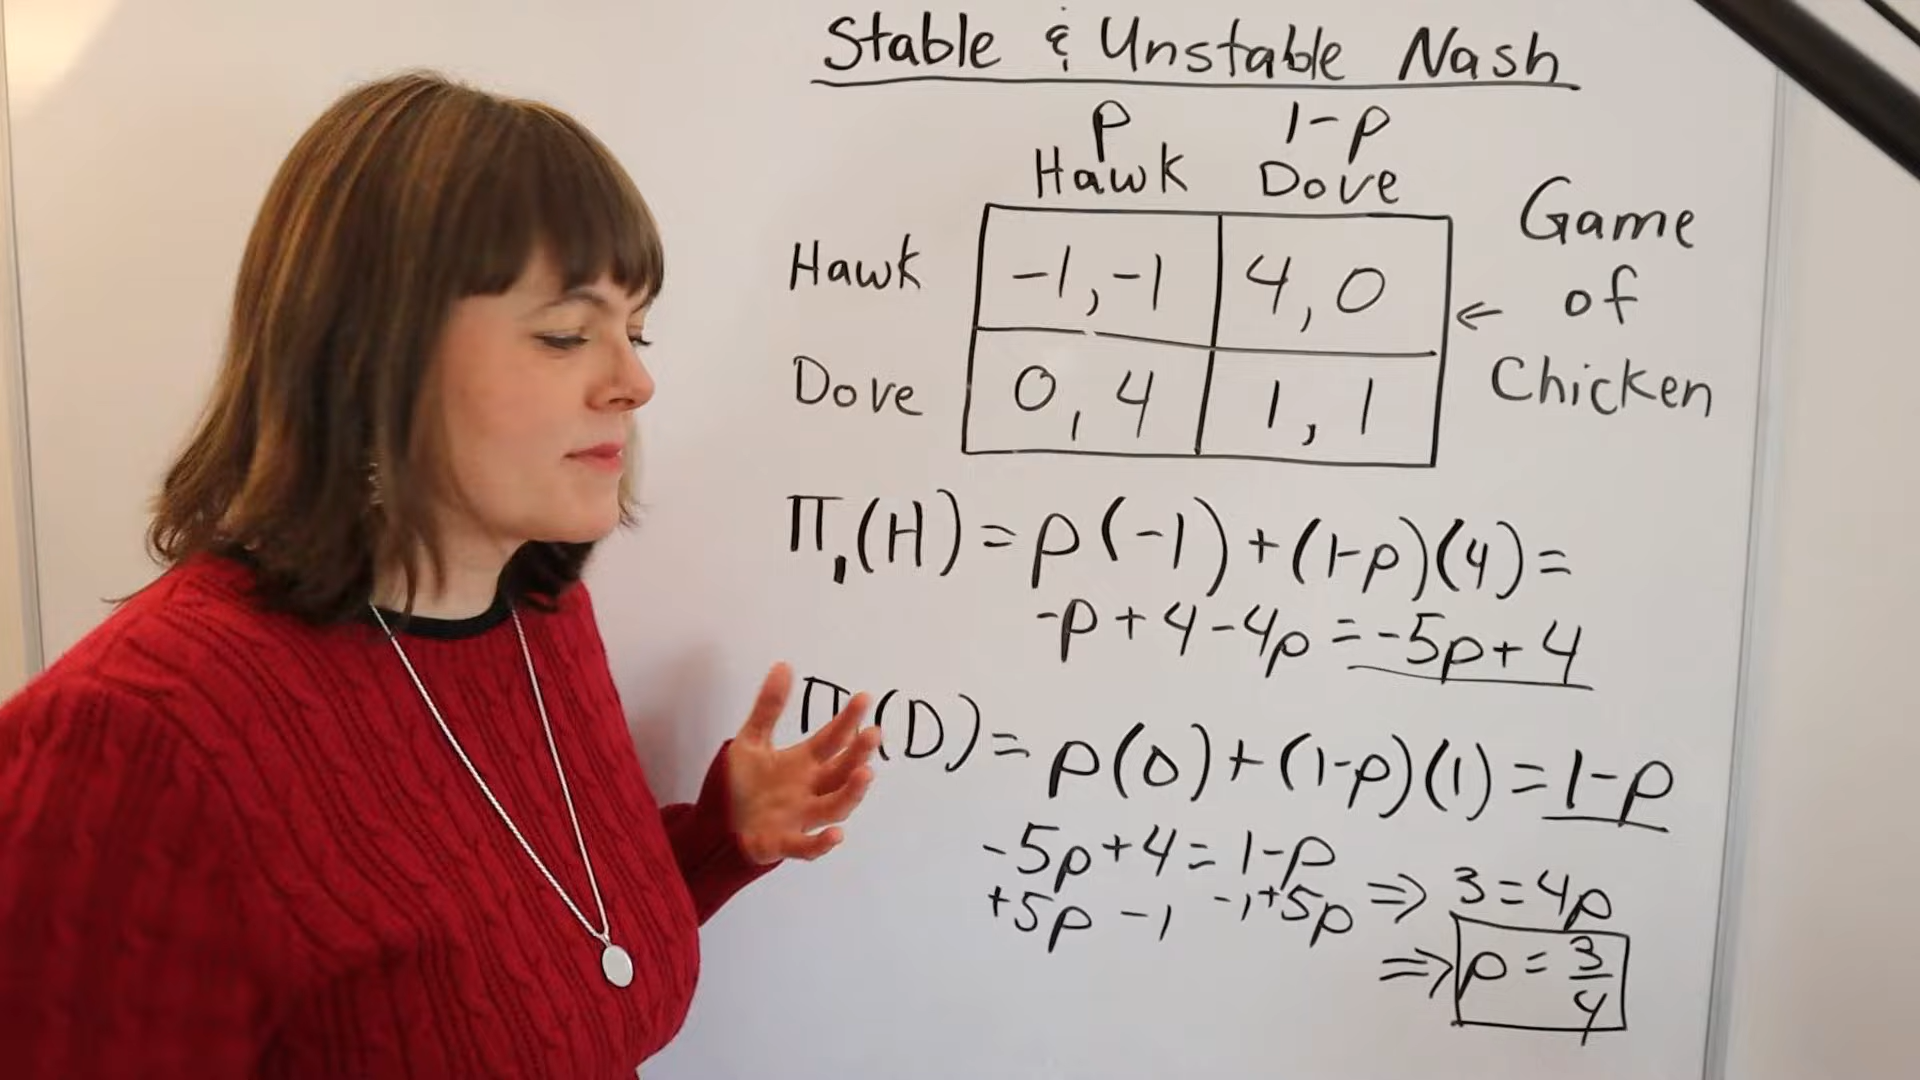 Stable & Unstable Nash
p 1-p
Hawk Dove
Hawk -1,-1 4,0
Dove 0,4 1,1
← Game
of
Chicken
Π₁(H) = p(-1) + (1-p)(4) =
-p + 4 - 4p = -5p + 4
Π (D) = p(0) + (1-p)(1) = 1-p
-5p + 4 = 1-p
+5p -1 -1 +5p ⇒ 3 = 4p
⇒ p = 3/4